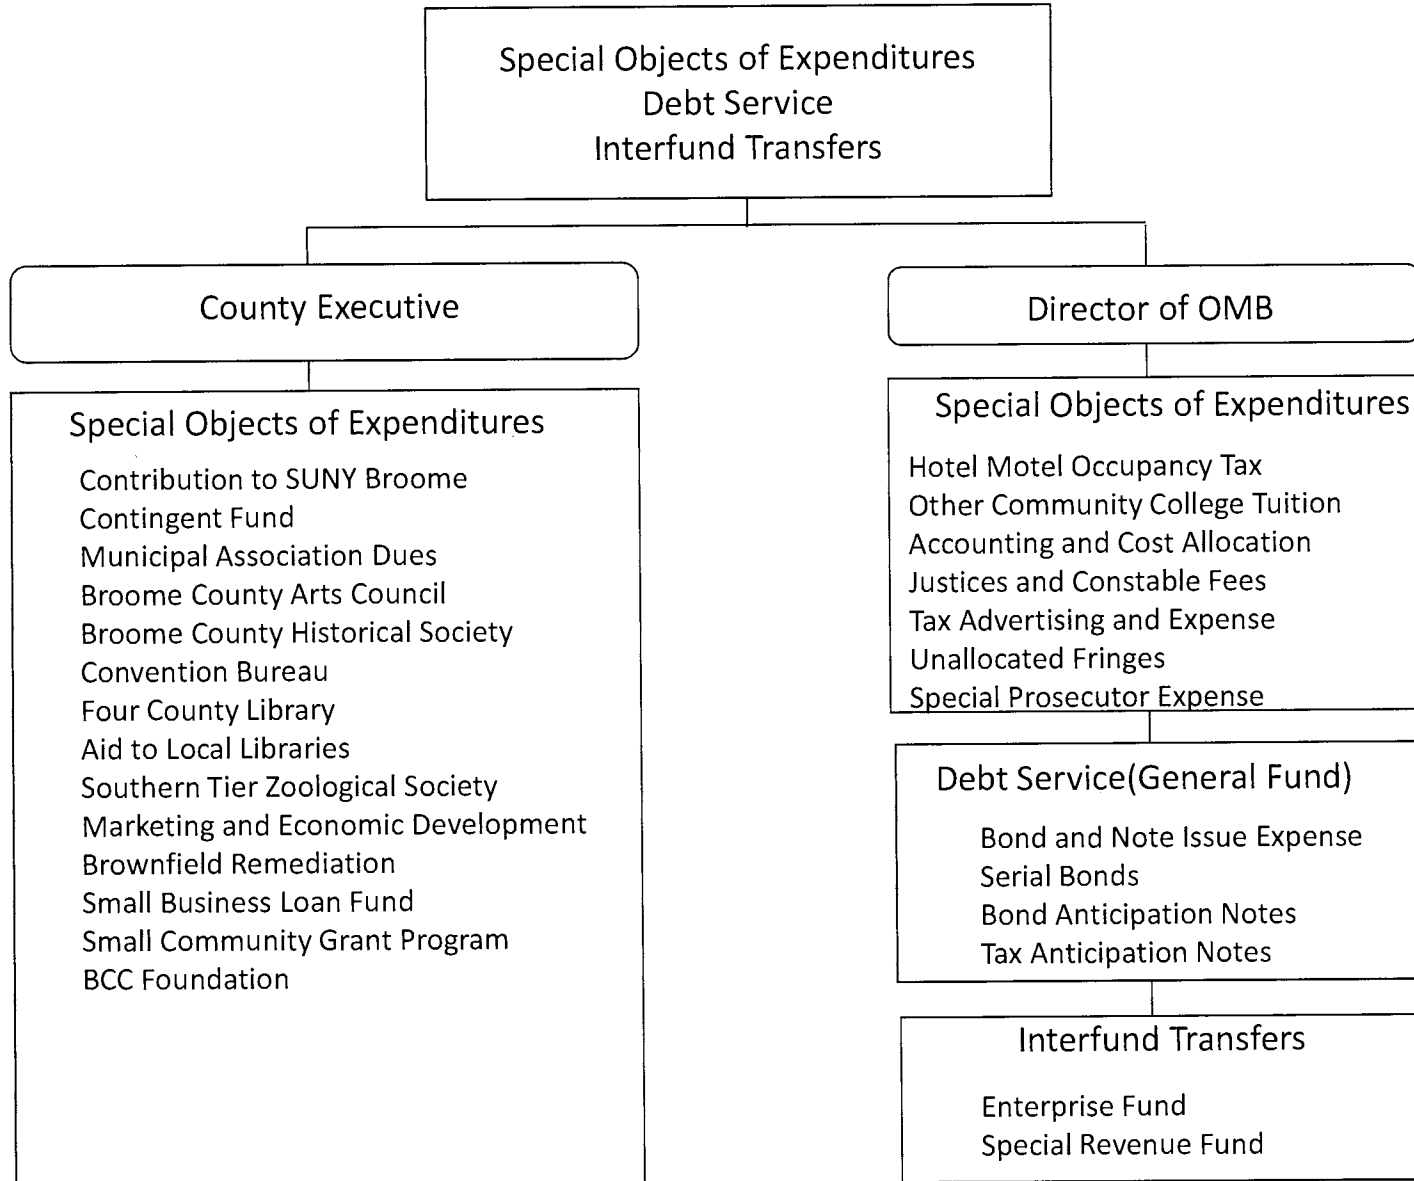 Special Objects of Expenditures
Debt Service
Interfund Transfers
County Executive
Special Objects of Expenditures
Contribution to SUNY Broome
Contingent Fund
Municipal Association Dues
Broome County Arts Council
Broome County Historical Society
Convention Bureau
Four County Library
Aid to Local Libraries
Southern Tier Zoological Society
Marketing and Economic Development
Brownfield Remediation
Small Business Loan Fund
Small Community Grant Program
BCC Foundation
Director of OMB
Special Objects of Expenditures
Hotel Motel Occupancy Tax
Other Community College Tuition
Accounting and Cost Allocation
Justices and Constable Fees
Tax Advertising and Expense
Unallocated Fringes
Special Prosecutor Expense
Debt Service(General Fund)
Bond and Note Issue Expense
Serial Bonds
Bond Anticipation Notes
Tax Anticipation Notes
Interfund Transfers
Enterprise Fund
Special Revenue Fund